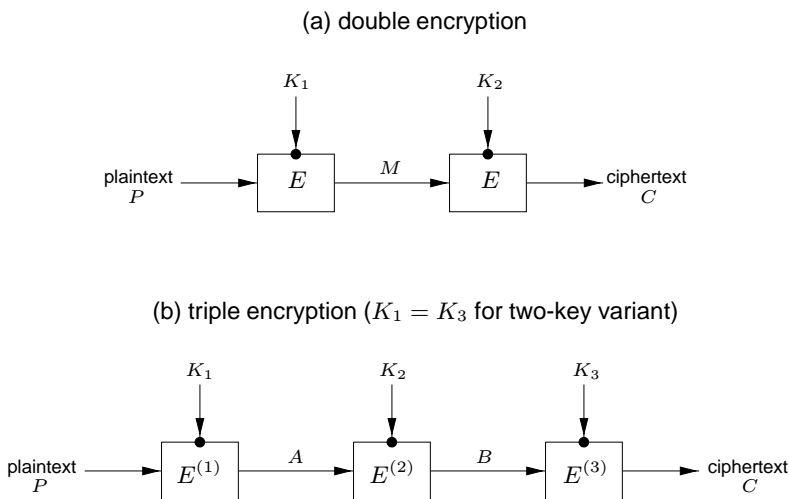 (a) double encryption
K₁ K₂
plaintext P E M E ciphertext C
(b) triple encryption (K₁ = K₃ for two-key variant)
K₁ K₂ K₃
plaintext P E⁽¹⁾ A E⁽²⁾ B E⁽³⁾ ciphertext C